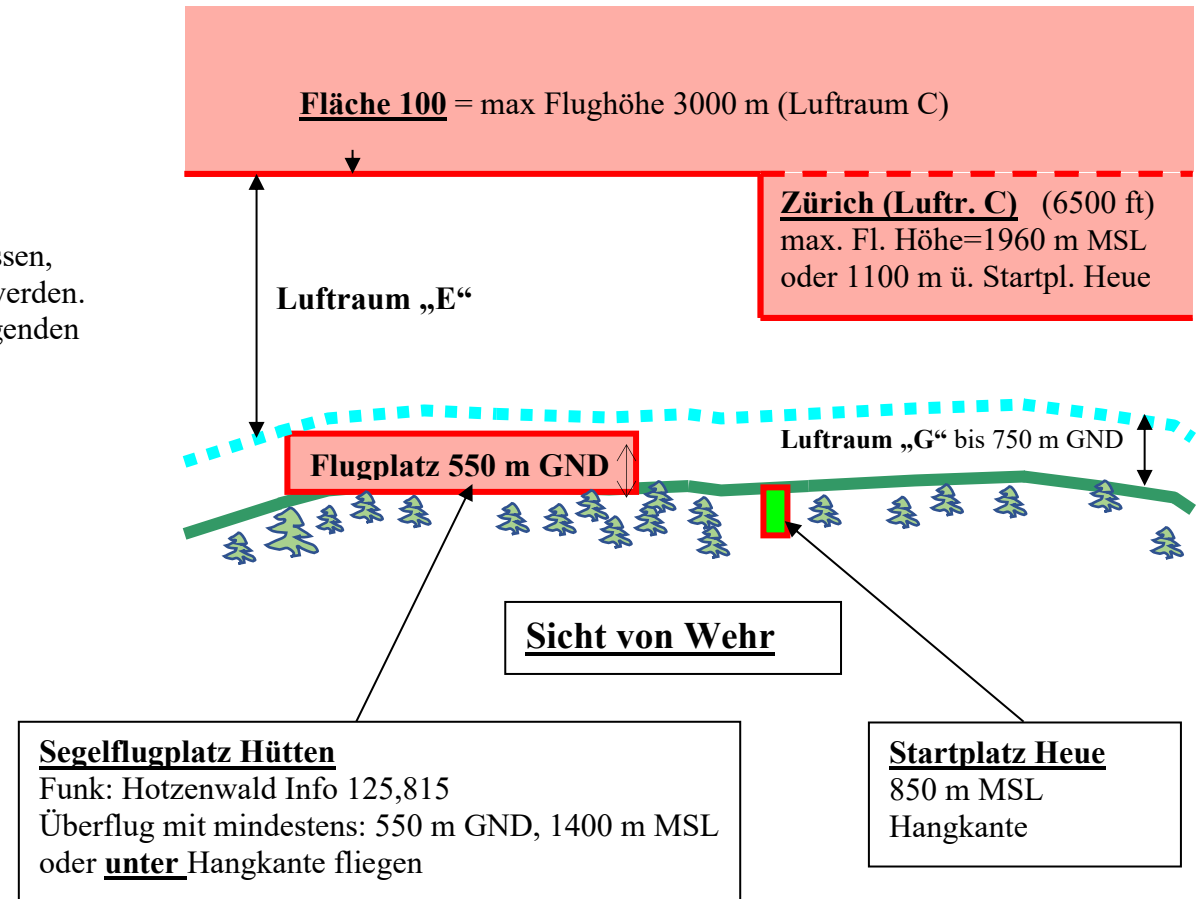 Fläche 100 = max Flughöhe 3000 m (Luftraum C)
Zürich (Luftr. C) (6500 ft)
max. Fl. Höhe=1960 m MSL
oder 1100 m ü. Startpl. Heue
ssen,
verden.
genden
Luftraum „E“
Luftraum „G“ bis 750 m GND
Flugplatz 550 m GND
Sicht von Wehr
Segelflugplatz Hütten
Funk: Hotzenwald Info 125,815
Überflug mit mindestens: 550 m GND, 1400 m MSL
oder unter Hangkante fliegen
Startplatz Heue
850 m MSL
Hangkante